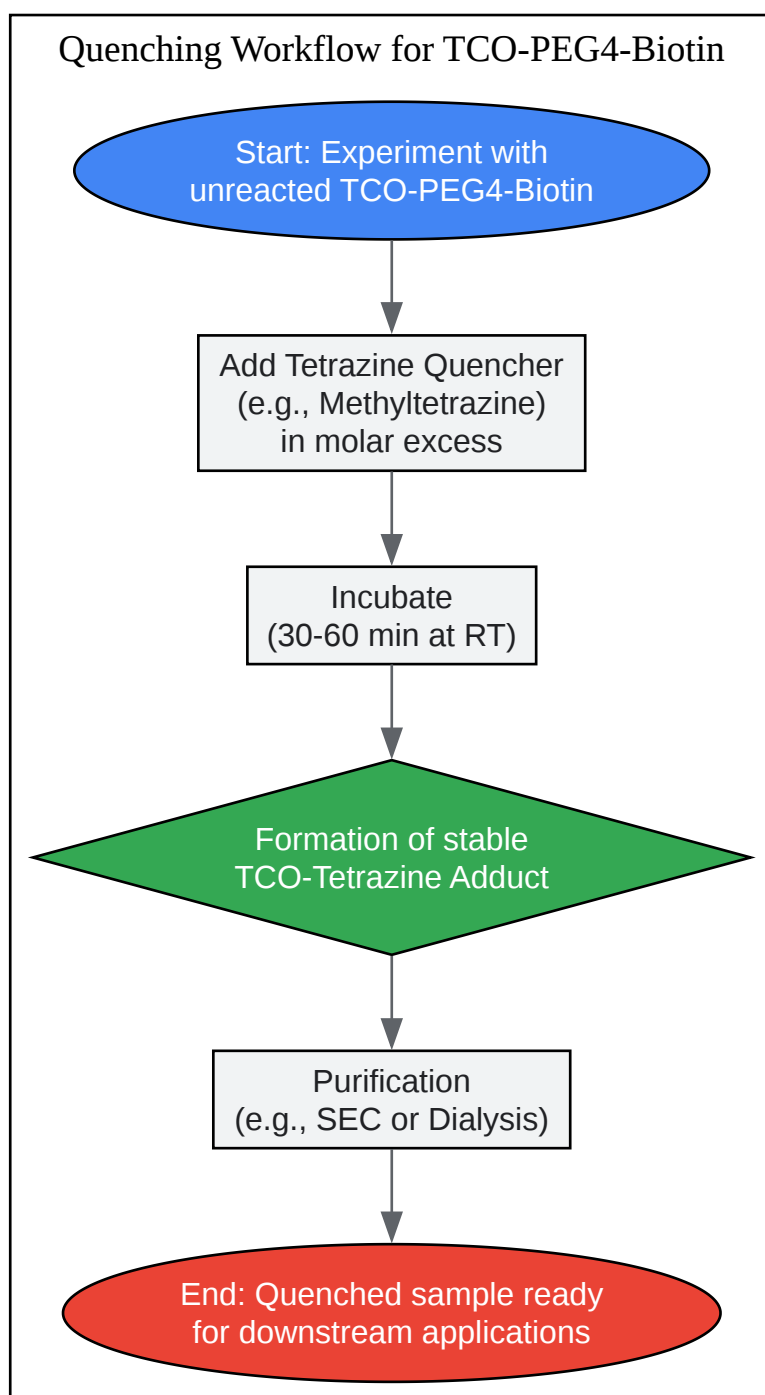 Quenching Workflow for TCO-PEG4-Biotin
Start: Experiment with
unreacted TCO-PEG4-Biotin
Add Tetrazine Quencher
(e.g., Methyltetrazine)
in molar excess
Incubate
(30-60 min at RT)
Formation of stable
TCO-Tetrazine Adduct
Purification
(e.g., SEC or Dialysis)
End: Quenched sample ready
for downstream applications